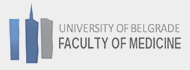 UNIVERSITY OF BELGRADE
FACULTY OF MEDICINE